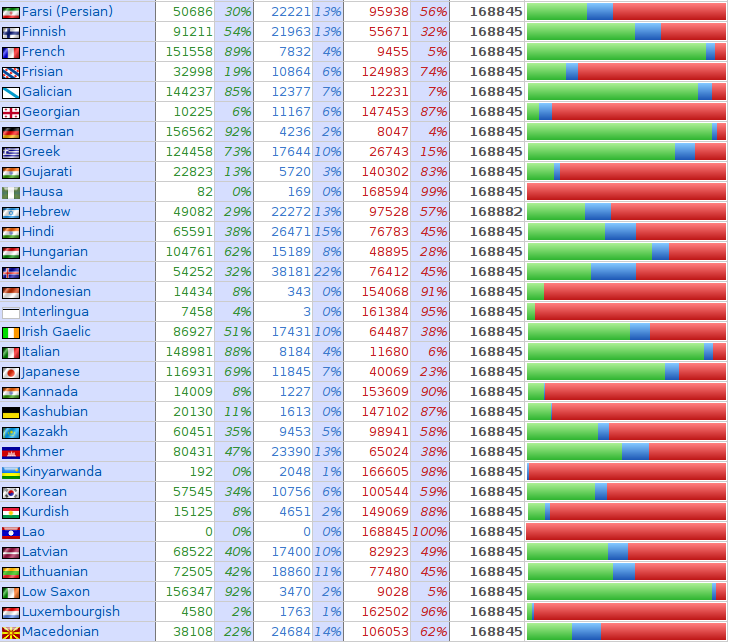 Farsi (Persian) 50686 30% 22221 13% 95938 56% 168845
Finnish 91211 54% 21963 13% 55671 32% 168845
French 151558 89% 7832 4% 9455 5% 168845
Frisian 32998 19% 10864 6% 124983 74% 168845
Galician 144237 85% 12377 7% 12231 7% 168845
Georgian 10225 6% 11167 6% 147453 87% 168845
German 156562 92% 4236 2% 8047 4% 168845
Greek 124458 73% 17644 10% 26743 15% 168845
Gujarati 22823 13% 5720 3% 140302 83% 168845
Hausa 82 0% 169 0% 168594 99% 168845
Hebrew 49082 29% 22272 13% 97528 57% 168882
Hindi 65591 38% 26471 15% 76783 45% 168845
Hungarian 104761 62% 15189 8% 48895 28% 168845
Icelandic 54252 32% 38181 22% 76412 45% 168845
Indonesian 14434 8% 343 0% 154068 91% 168845
Interlingua 7458 4% 3 0% 161384 95% 168845
Irish Gaelic 86927 51% 17431 10% 64487 38% 168845
Italian 148981 88% 8184 4% 11680 6% 168845
Japanese 116931 69% 11845 7% 40069 23% 168845
Kannada 14009 8% 1227 0% 153609 90% 168845
Kashubian 20130 11% 1613 0% 147102 87% 168845
Kazakh 60451 35% 9453 5% 98941 58% 168845
Khmer 80431 47% 23390 13% 65024 38% 168845
Kinyarwanda 192 0% 2048 1% 166605 98% 168845
Korean 57545 34% 10756 6% 100544 59% 168845
Kurdish 15125 8% 4651 2% 149069 88% 168845
Lao 0 0% 0 0% 168845 100% 168845
Latvian 68522 40% 17400 10% 82923 49% 168845
Lithuanian 72505 42% 18860 11% 77480 45% 168845
Low Saxon 156347 92% 3470 2% 9028 5% 168845
Luxembourgish 4580 2% 1763 1% 162502 96% 168845
Macedonian 38108 22% 24684 14% 106053 62% 168845